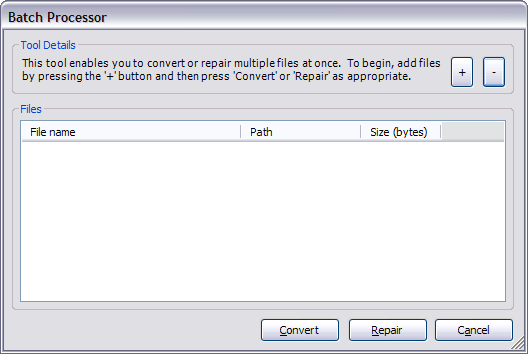 Batch Processor
Tool Details
This tool enables you to convert or repair multiple files at once.  To begin, add files
by pressing the '+' button and then press 'Convert' or 'Repair' as appropriate.
+ -
Files
File name Path Size (bytes)
Convert Repair Cancel